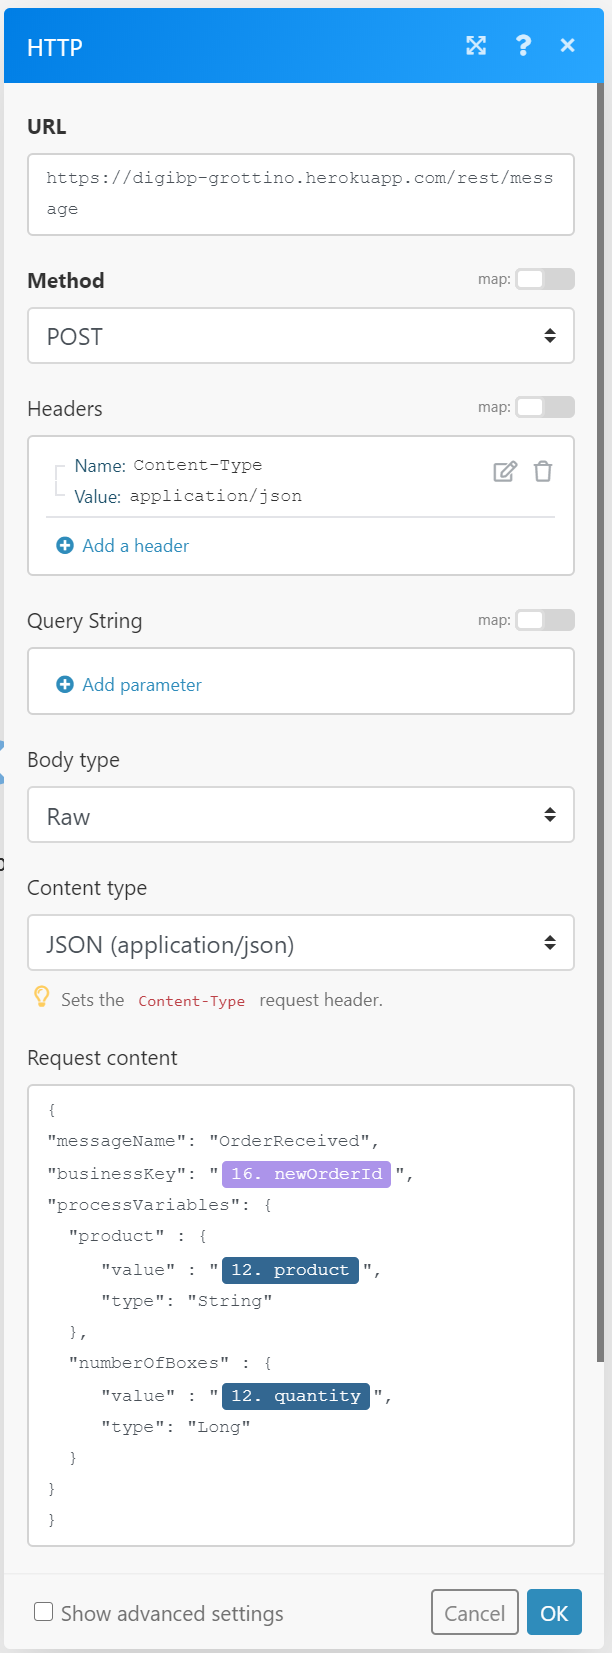 HTTP
URL
https://digibp-grottino.herokuapp.com/rest/mess
age
Method map:
POST
Headers map:
Name: Content-Type
Value: application/json
Add a header
Query String map:
Add parameter
Body type
Raw
Content type
JSON (application/json)
Sets the Content-Type request header.
Request content
{
"messageName": "OrderReceived",
"businessKey": "16. newOrderId",
"processVariables": {
"product" : {
"value" : "12. product",
"type": "String"
},
"numberOfBoxes" : {
"value" : "12. quantity",
"type": "Long"
}
}
}
Show advanced settings Cancel OK